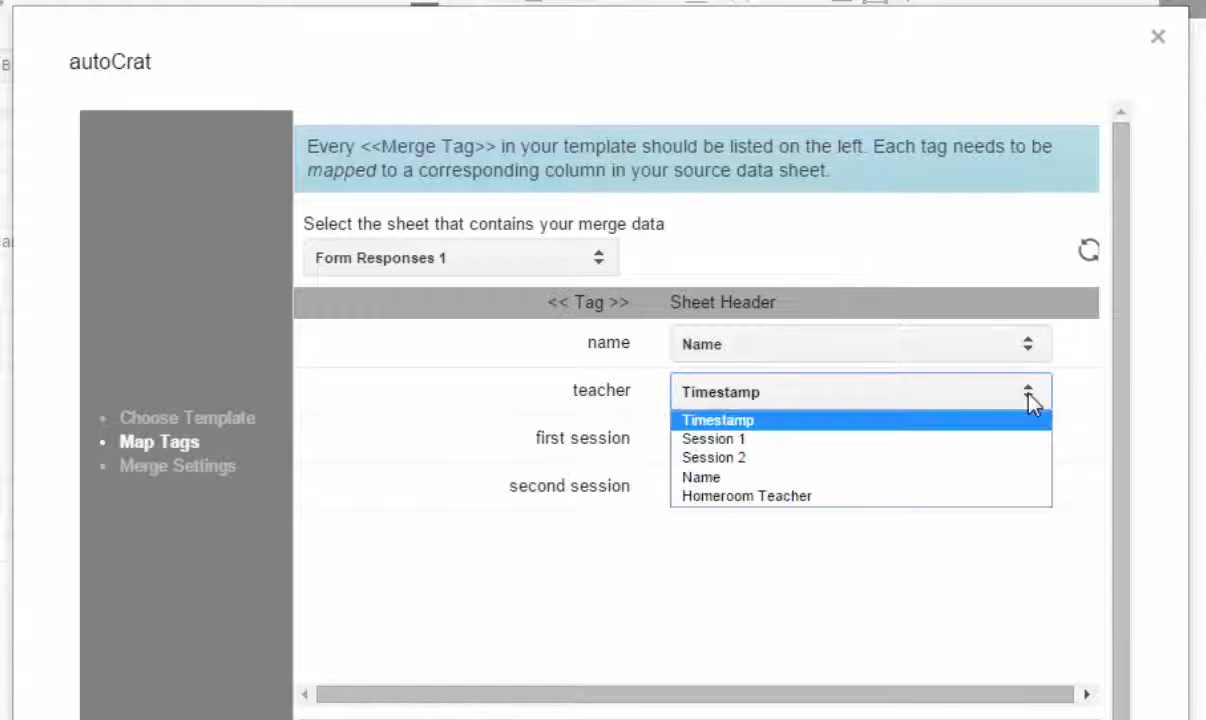 autoCrat
Every <<Merge Tag>> in your template should be listed on the left. Each tag needs to be
mapped to a corresponding column in your source data sheet.
Select the sheet that contains your merge data
Form Responses 1
<< Tag >> Sheet Header
name Name
teacher Timestamp
Timestamp
first session Session 1
Session 2
second session Name
Homeroom Teacher
Choose Template
Map Tags
Merge Settings